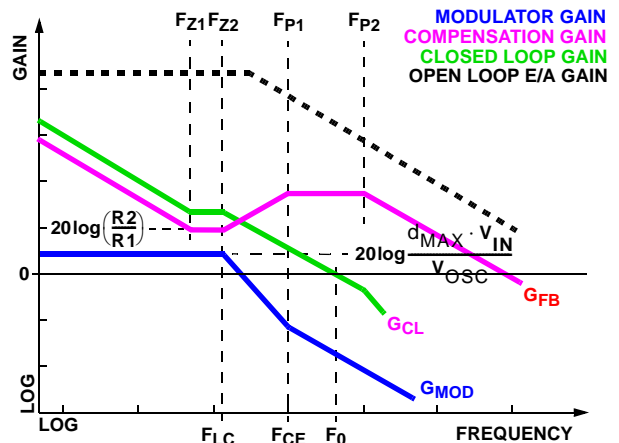 MODULATOR GAIN
COMPENSATION GAIN
CLOSED LOOP GAIN
OPEN LOOP E/A GAIN
GAIN
FZ1 FZ2 FP1 FP2
20log(R2/R1)
20log dMAX · VIN / VOSC
0
GFB
GCL
GMOD
LOG
LOG
FLC FCE F0
FREQUENCY